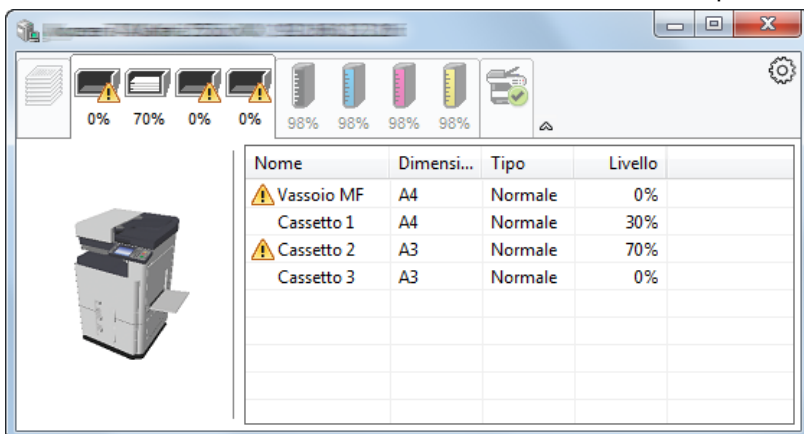 0% 70% 0% 0% 98% 98% 98% 98%
Nome Dimensi... Tipo Livello
Vassoio MF A4 Normale 0%
Cassetto 1 A4 Normale 30%
Cassetto 2 A3 Normale 70%
Cassetto 3 A3 Normale 0%